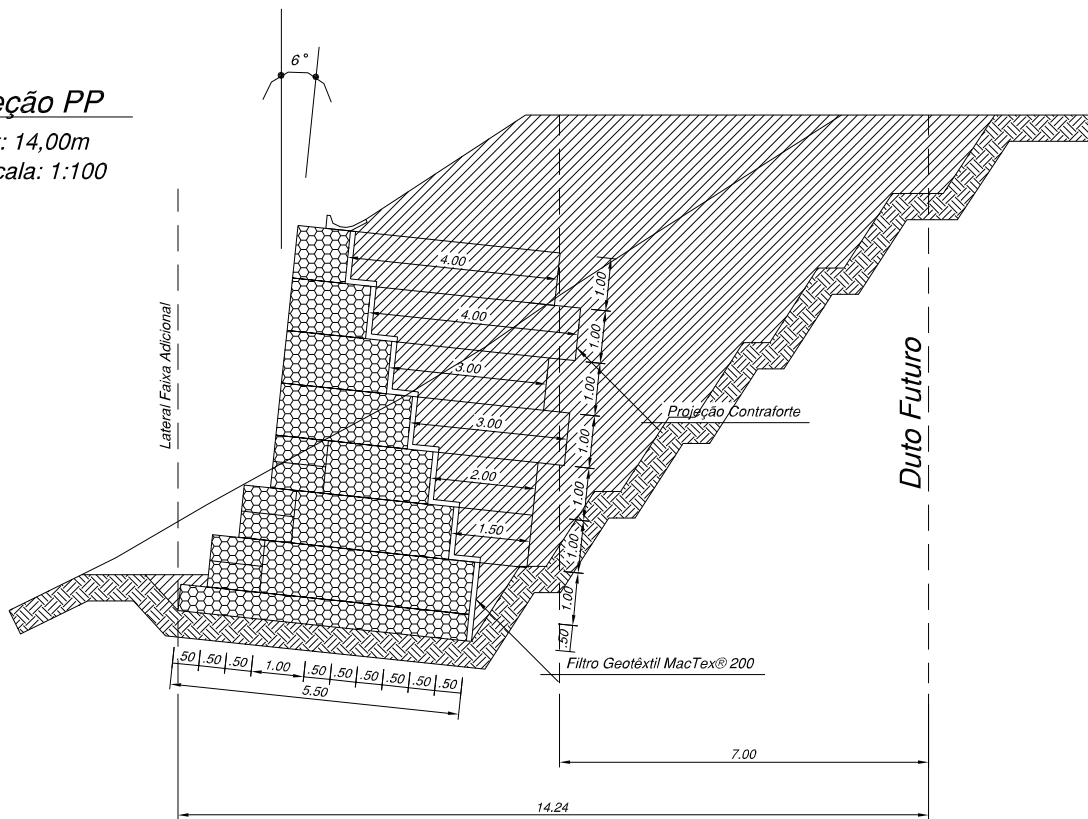 6°
eção PP
: 14,00m
cala: 1:100
Lateral Faixa Adicional
4.00
4.00
3.00
3.00
2.00
1.50
1.00
1.00
1.00
1.00
1.00
1.00
1.00
.50
Projeção Contraforte
Duto Futuro
Filtro Geotêxtil MacTex® 200
.50 .50 .50 1.00 .50 .50 .50 .50 .50 .50
5.50
7.00
14.24